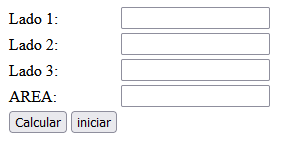 Lado 1:
Lado 2:
Lado 3:
AREA:
Calcular iniciar